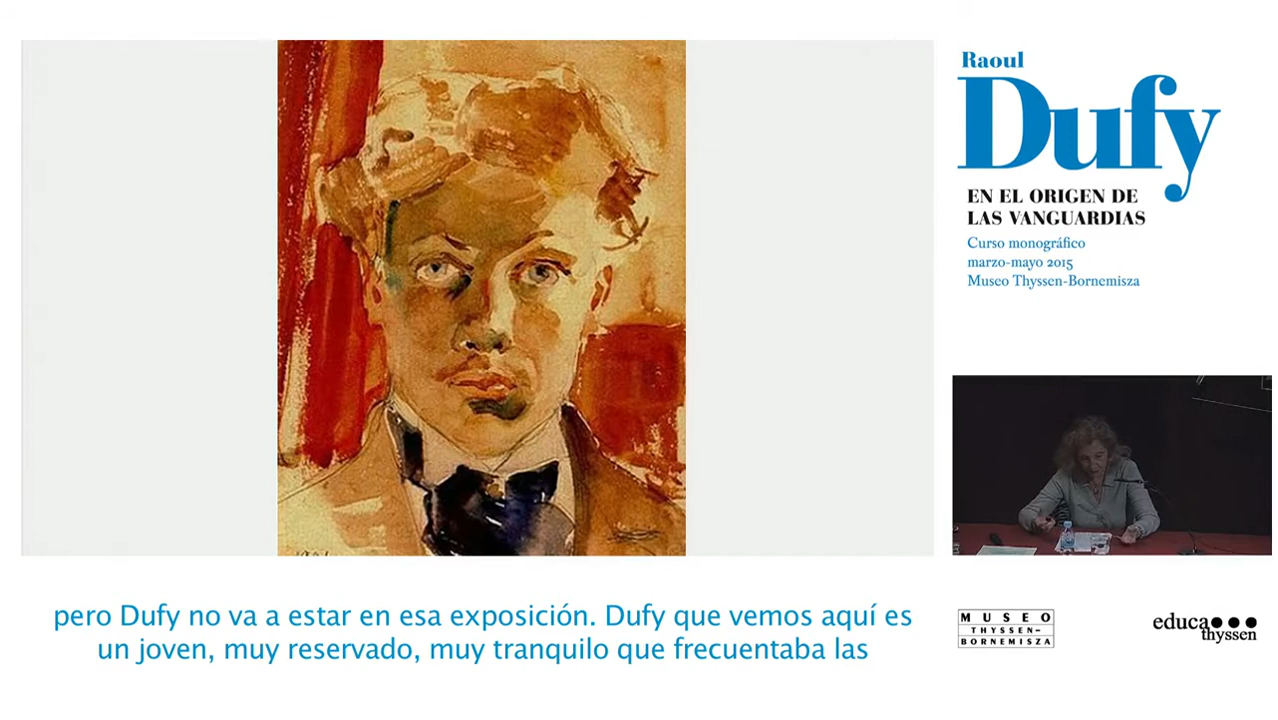 Raoul
Dufy
EN EL ORIGEN DE
LAS VANGUARDIAS
Curso monográfico
marzo-mayo 2015
Museo Thyssen-Bornemisza
pero Dufy no va a estar en esa exposición. Dufy que vemos aquí es
un joven, muy reservado, muy tranquilo que frecuentaba las
MUSEO
THYSSEN-
BORNEMISZA
educa
thyssen